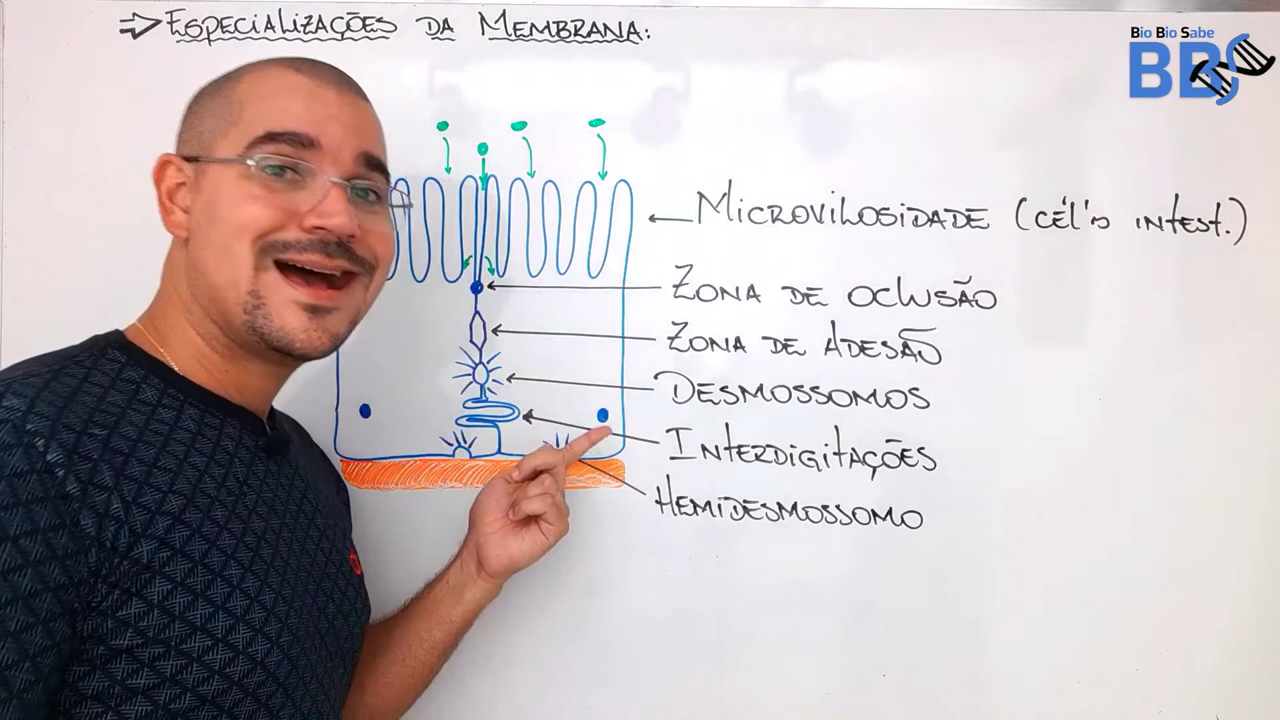 ⇒ ESPECIALIZAÇÕES DA MEMBRANA:
Bio Bio Sabe
BBS
MICROVILOSIDADE (CÉL'S INTEST.)
ZONA DE OCLUSÃO
ZONA DE ADESÃO
DESMOSSOMOS
INTERDIGITAÇÕES
HEMIDESMOSSOMO